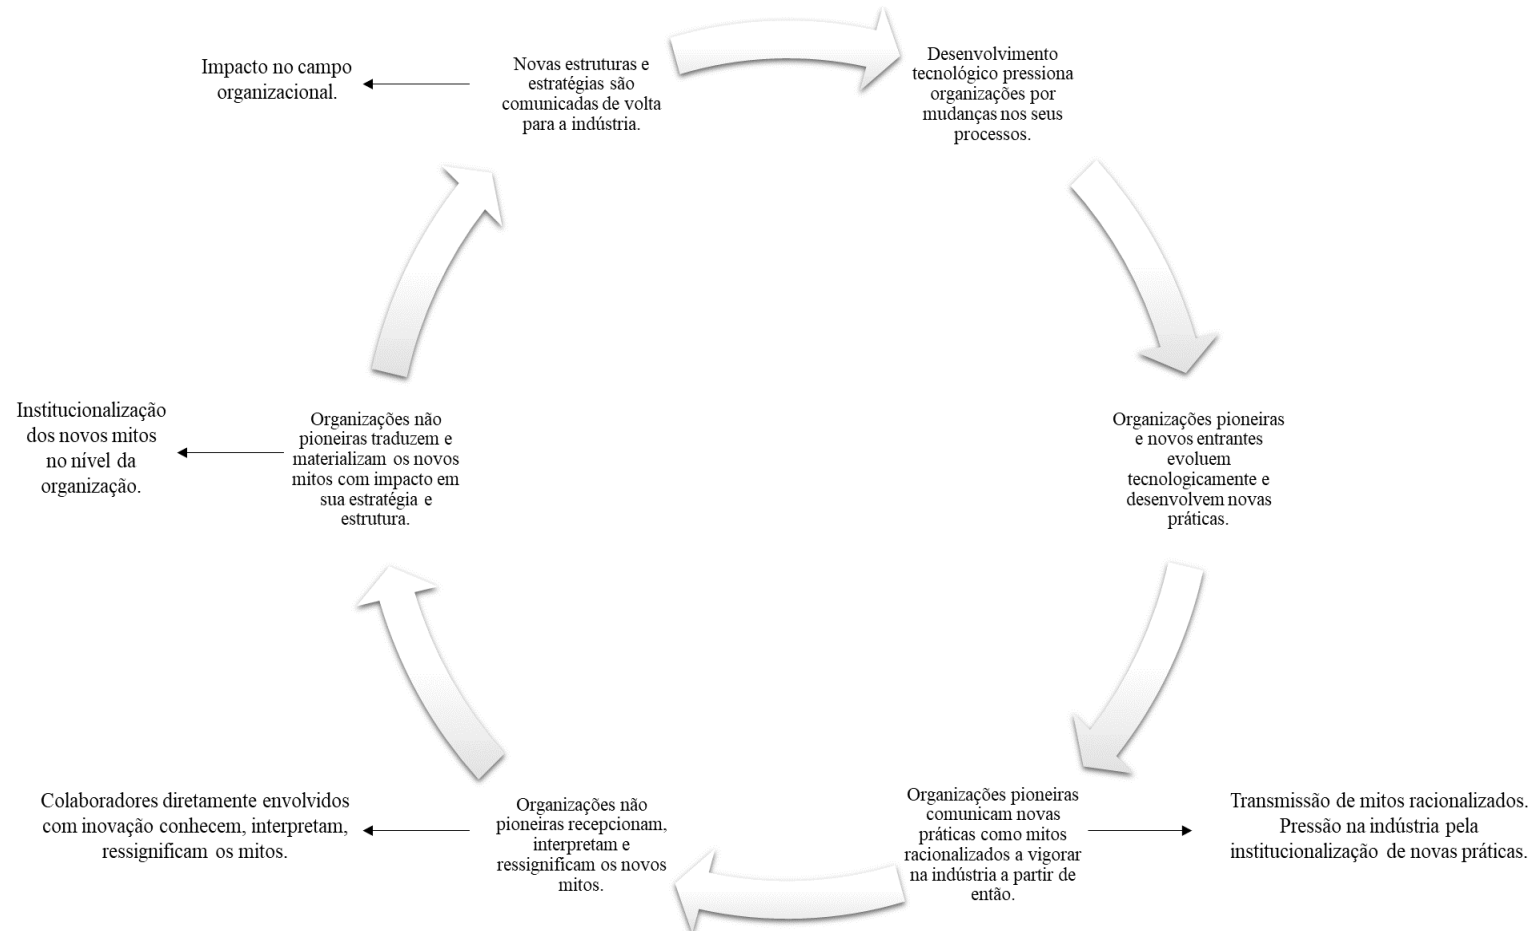 Impacto no campo
organizacional.
Novas estruturas e
estratégias são
comunicadas de volta
para a indústria.
Desenvolvimento
tecnológico pressiona
organizações por
mudanças nos seus
processos.
Organizações pioneiras
e novos entrantes
evoluem
tecnologicamente e
desenvolvem novas
práticas.
Organizações pioneiras
comunicam novas
práticas como mitos
racionalizados a vigorar
na indústria a partir de
então.
Transmissão de mitos racionalizados.
Pressão na indústria pela
institucionalização de novas práticas.
Organizações não
pioneiras recepcionam,
interpretam e
ressignificam os novos
mitos.
Colaboradores diretamente envolvidos
com inovação conhecem, interpretam,
ressignificam os mitos.
Organizações não
pioneiras traduzem e
materializam os novos
mitos com impacto em
sua estratégia e
estrutura.
Institucionalização
dos novos mitos
no nível da
organização.